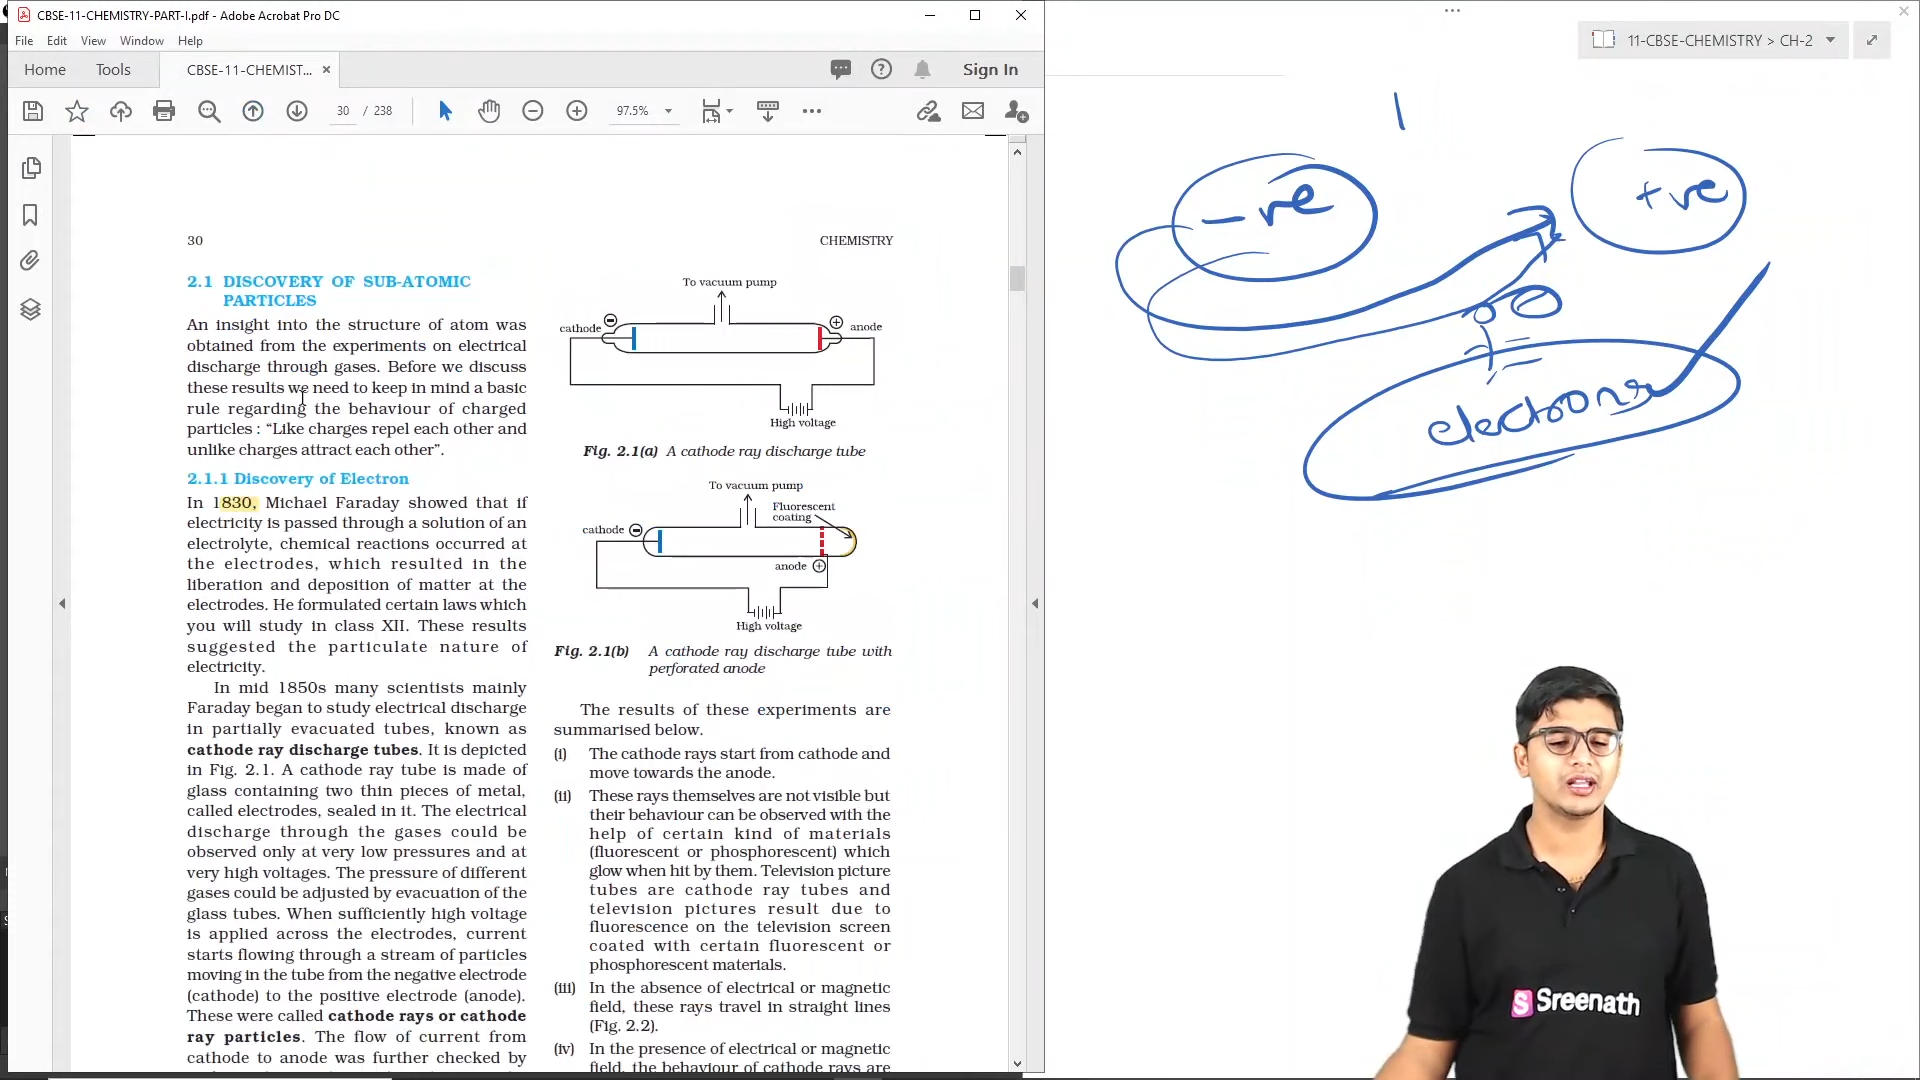 CBSE-11-CHEMISTRY-PART-I.pdf - Adobe Acrobat Pro DC
File Edit View Window Help
Home Tools CBSE-11-CHEMIST... Sign In
30 / 238 97.5%
11-CBSE-CHEMISTRY > CH-2
30 CHEMISTRY
2.1 DISCOVERY OF SUB-ATOMIC
PARTICLES
An insight into the structure of atom was
obtained from the experiments on electrical
discharge through gases. Before we discuss
these results we need to keep in mind a basic
rule regarding the behaviour of charged
particles : “Like charges repel each other and
unlike charges attract each other”.
2.1.1 Discovery of Electron
In 1830, Michael Faraday showed that if
electricity is passed through a solution of an
electrolyte, chemical reactions occurred at
the electrodes, which resulted in the
liberation and deposition of matter at the
electrodes. He formulated certain laws which
you will study in class XII. These results
suggested the particulate nature of
electricity.
In mid 1850s many scientists mainly
Faraday began to study electrical discharge
in partially evacuated tubes, known as
cathode ray discharge tubes. It is depicted
in Fig. 2.1. A cathode ray tube is made of
glass containing two thin pieces of metal,
called electrodes, sealed in it. The electrical
discharge through the gases could be
observed only at very low pressures and at
very high voltages. The pressure of different
gases could be adjusted by evacuation of the
glass tubes. When sufficiently high voltage
is applied across the electrodes, current
starts flowing through a stream of particles
moving in the tube from the negative electrode
(cathode) to the positive electrode (anode).
These were called cathode rays or cathode
ray particles. The flow of current from
cathode to anode was further checked by
To vacuum pump
cathode
anode
High voltage
Fig. 2.1(a) A cathode ray discharge tube
To vacuum pump
Fluorescent
coating
cathode
anode
High voltage
Fig. 2.1(b) A cathode ray discharge tube with
perforated anode
The results of these experiments are
summarised below.
(i) The cathode rays start from cathode and
move towards the anode.
(ii) These rays themselves are not visible but
their behaviour can be observed with the
help of certain kind of materials
(fluorescent or phosphorescent) which
glow when hit by them. Television picture
tubes are cathode ray tubes and
television pictures result due to
fluorescence on the television screen
coated with certain fluorescent or
phosphorescent materials.
(iii) In the absence of electrical or magnetic
field, these rays travel in straight lines
(Fig. 2.2).
(iv) In the presence of electrical or magnetic
field, the behaviour of cathode rays are
-ve
+ve
electrons
Sreenath